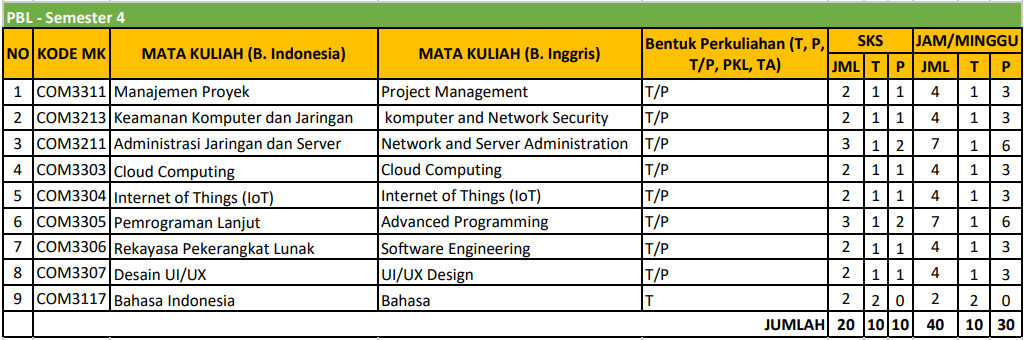 PBL - Semester 4
NO KODE MK MATA KULIAH (B. Indonesia) MATA KULIAH (B. Inggris) Bentuk Perkuliahan (T, P, T/P, PKL, TA) SKS JAM/MINGGU
JML T P JML T P
1 COM3311 Manajemen Proyek Project Management T/P 2 1 1 4 1 3
2 COM3213 Keamanan Komputer dan Jaringan komputer and Network Security T/P 2 1 1 4 1 3
3 COM3211 Administrasi Jaringan dan Server Network and Server Administration T/P 3 1 2 7 1 6
4 COM3303 Cloud Computing Cloud Computing T/P 2 1 1 4 1 3
5 COM3304 Internet of Things (IoT) Internet of Things (IoT) T/P 2 1 1 4 1 3
6 COM3305 Pemrograman Lanjut Advanced Programming T/P 3 1 2 7 1 6
7 COM3306 Rekayasa Pekerangkat Lunak Software Engineering T/P 2 1 1 4 1 3
8 COM3307 Desain UI/UX UI/UX Design T/P 2 1 1 4 1 3
9 COM3117 Bahasa Indonesia Bahasa T 2 2 0 2 2 0
JUMLAH 20 10 10 40 10 30